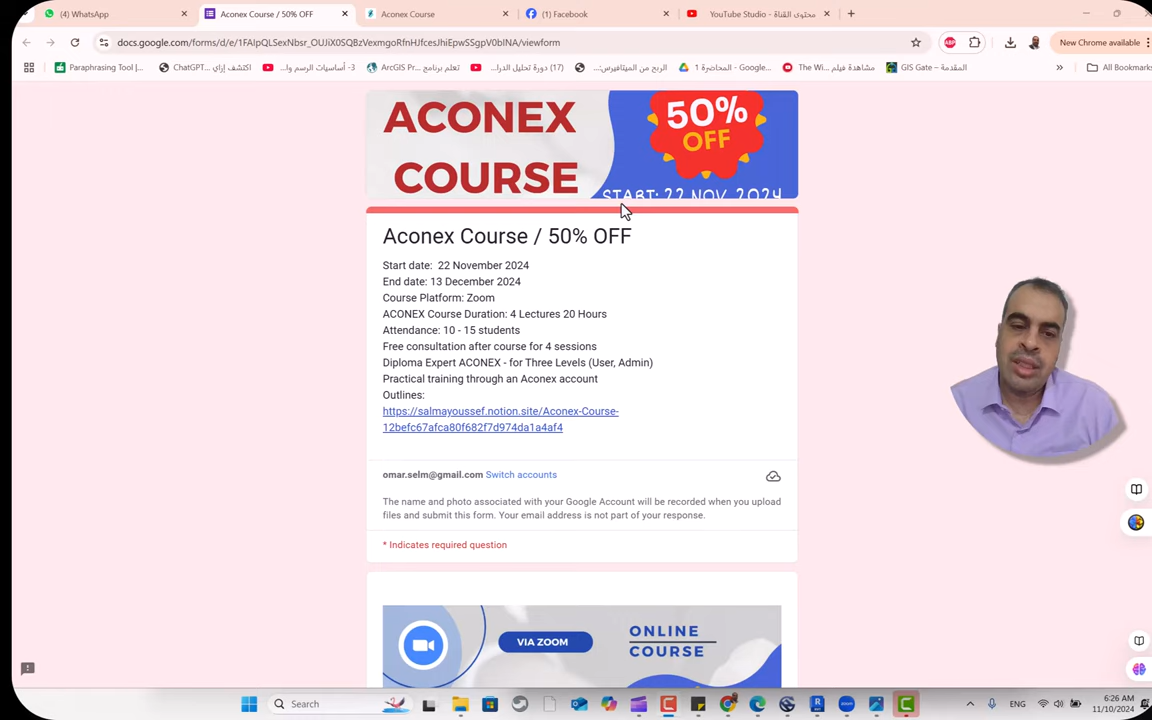 (4) WhatsApp
Aconex Course / 50% OFF
Aconex Course
(1) Facebook
محتوى القناة - YouTube Studio
docs.google.com/forms/d/e/1FAIpQLSexNbsr_OUJiX0SQBzVexmgoRfnHJfcesJhiEpwSSgpV0bINA/viewform
New Chrome available
Paraphrasing Tool |...
ChatGPT... اكتشف إزاي
3- أساسيات الرسم وا...
تعلم برنامج ArcGIS Pr...
(17) دورة تحليل الدرا...
الربح من الميتافيرس:...
المحاضرة 1 - Google...
مشاهدة فيلم The Wi...
المقدمة – GIS Gate
All Bookmarks
ACONEX
COURSE
50%
OFF
START: 22 NOV, 2024
Aconex Course / 50% OFF
Start date: 22 November 2024
End date: 13 December 2024
Course Platform: Zoom
ACONEX Course Duration: 4 Lectures 20 Hours
Attendance: 10 - 15 students
Free consultation after course for 4 sessions
Diploma Expert ACONEX - for Three Levels (User, Admin)
Practical training through an Aconex account
Outlines:
https://salmayoussef.notion.site/Aconex-Course-
12befc67afca80f682f7d974da1a4af4
omar.selm@gmail.com Switch accounts
The name and photo associated with your Google Account will be recorded when you upload
files and submit this form. Your email address is not part of your response.
* Indicates required question
VIA ZOOM
ONLINE
COURSE
Search
ENG
6:26 AM
11/10/2024